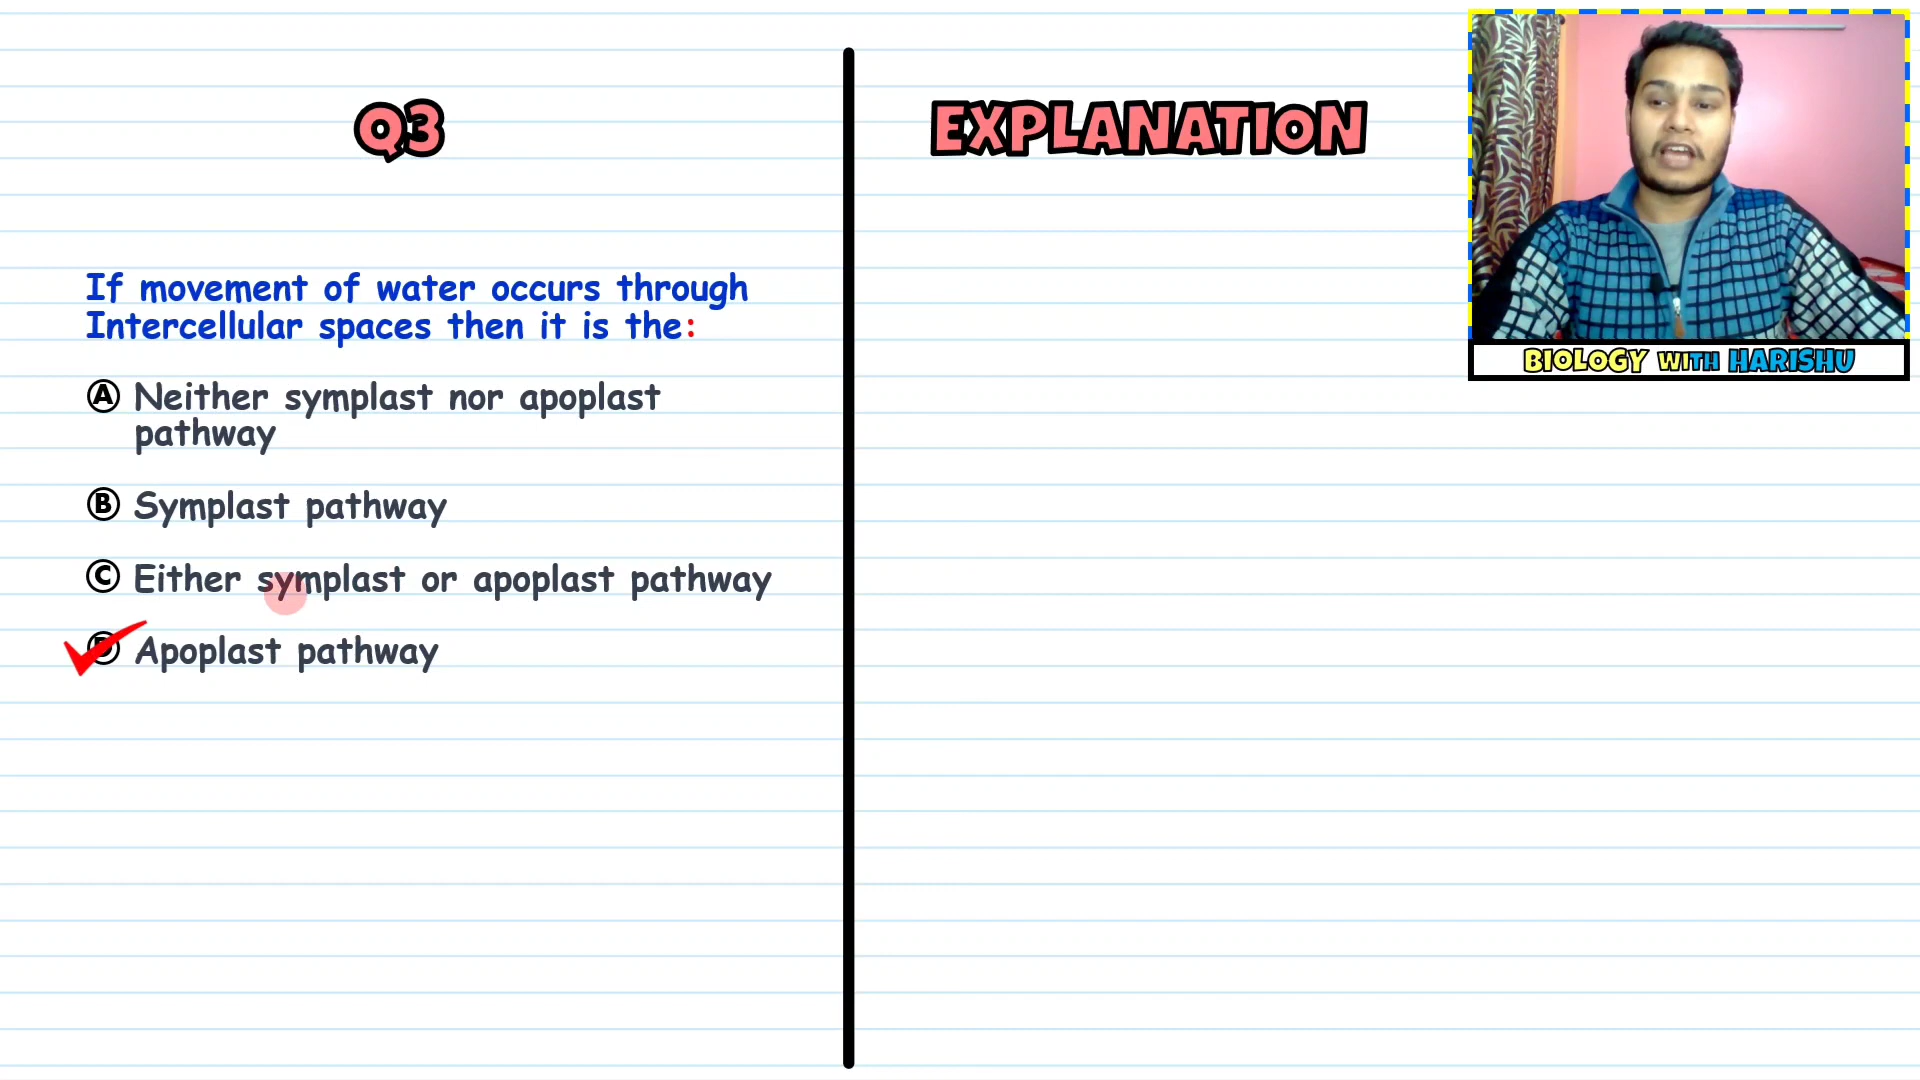 Q3
If movement of water occurs through
Intercellular spaces then it is the:
A Neither symplast nor apoplast
pathway
B Symplast pathway
C Either symplast or apoplast pathway
D Apoplast pathway
EXPLANATION
BIOLOGY WITH HARISHU